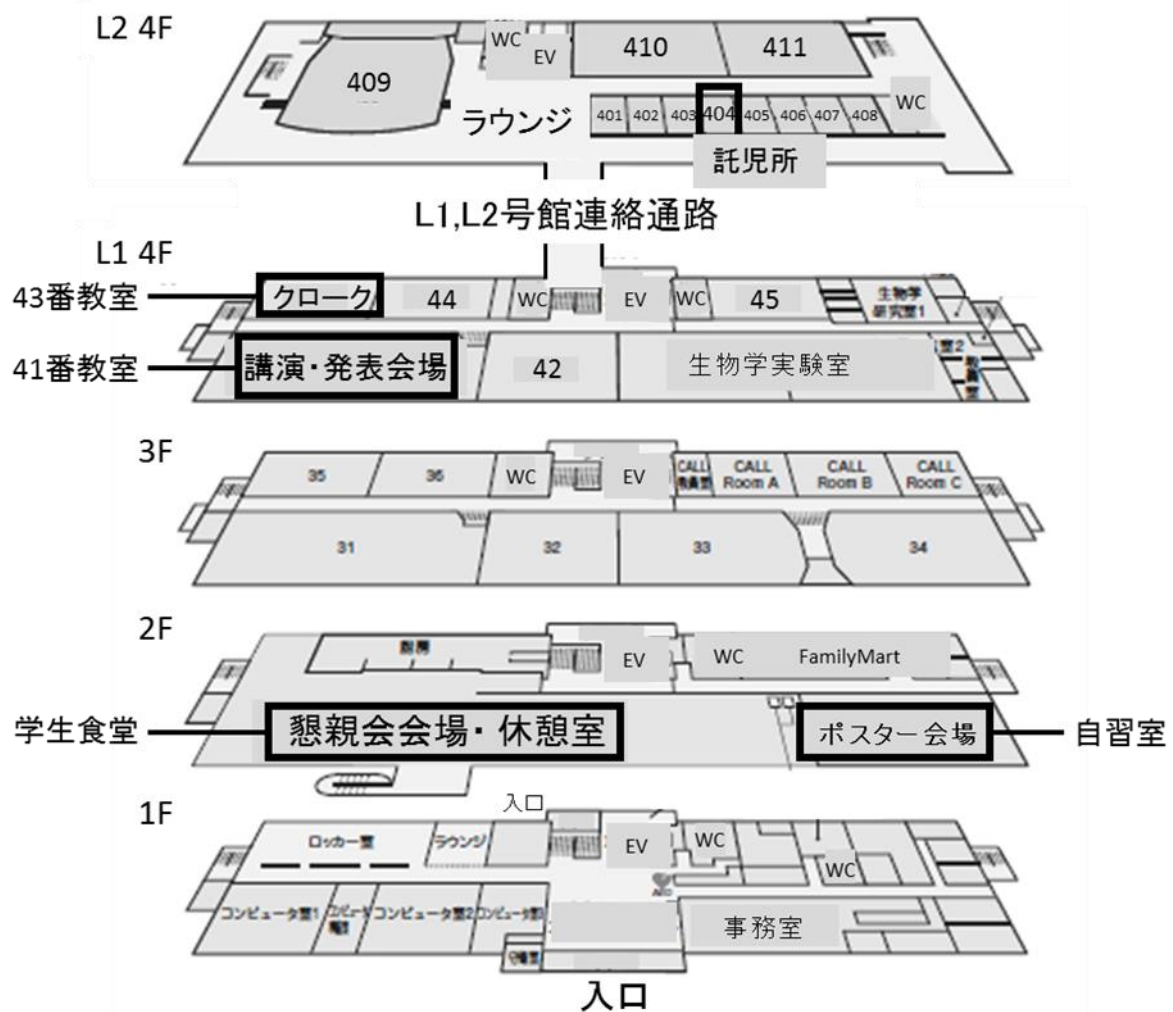 L2 4F
WC
EV
410
411
409
ラウンジ
401
402
403
404
405
406
407
408
WC
託児所
L1,L2号館連絡通路
L1 4F
43番教室
クローク
44
WC
EV
WC
45
生物学
研究室1
41番教室
講演・発表会場
42
生物学実験室
室2
3F
35
36
WC
EV
CALL
CALL
Room A
CALL
Room B
CALL
Room C
31
32
33
34
2F
厨房
EV
WC
FamilyMart
学生食堂
懇親会会場・休憩室
ポスター会場
自習室
1F
入口
ロッカー室
ラウンジ
EV
WC
WC
AED
コンピュータ室1
コンピュータ室2
事務室
入口